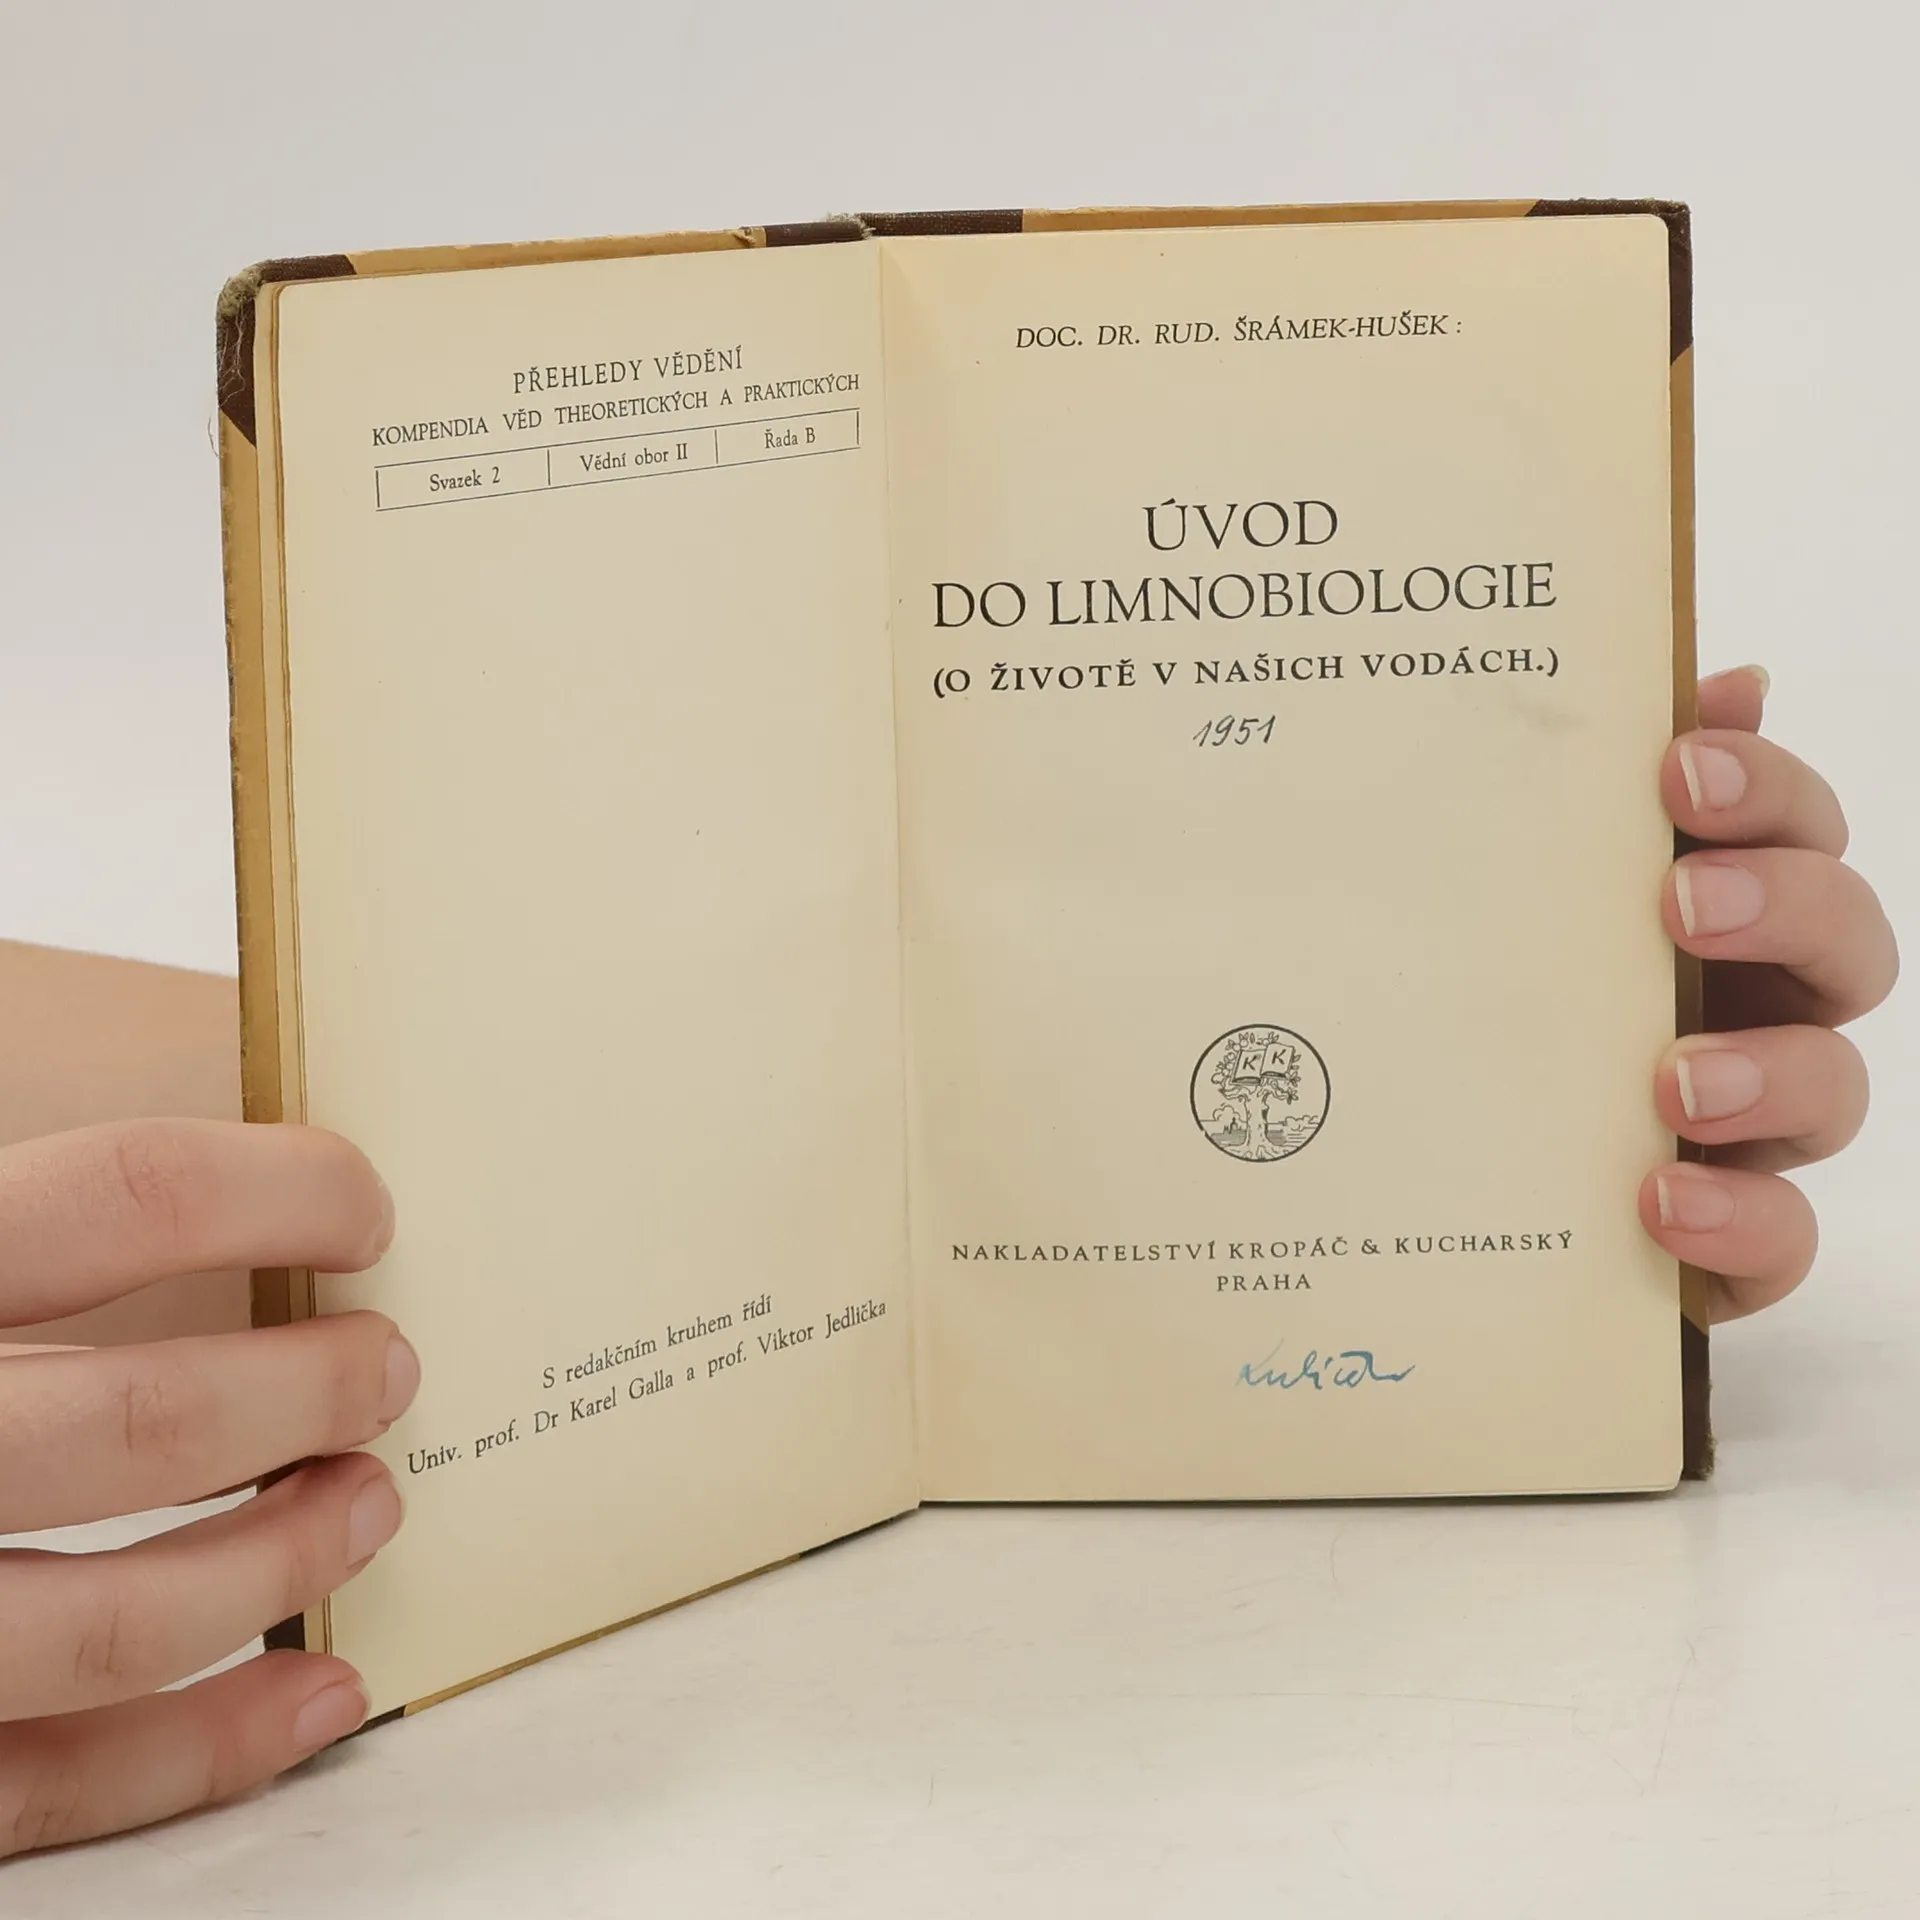 PŘEHLEDY VĚDĚNÍ
KOMPENDIA VĚD THEORETICKÝCH A PRAKTICKÝCH
Svazek 2 Vědní obor II Řada B
S redakčním kruhem řídí
Univ. prof. Dr Karel Galla a prof. Viktor Jedlička
DOC. DR. RUD. ŠRÁMEK-HUŠEK :
ÚVOD
DO LIMNOBIOLOGIE
(O ŽIVOTĚ V NAŠICH VODÁCH.)
1951
K K
NAKLADATELSTVÍ KROPÁČ & KUCHARSKÝ
PRAHA